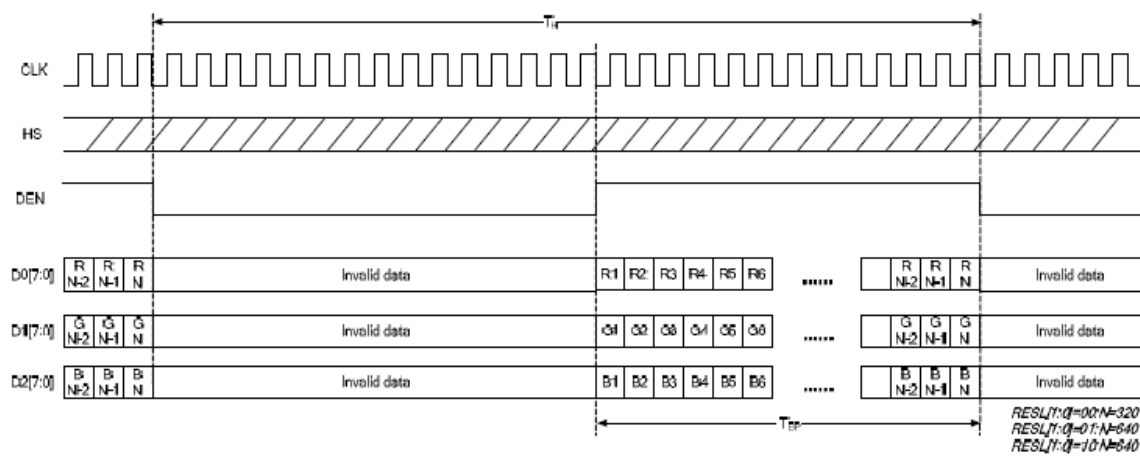 TH
CLK
HS
DEN
D0[7:0] R N-2 R N-1 R N Invalid data R1 R2 R3 R4 R5 R6 ...... R N-2 R N-1 R N Invalid data
D1[7:0] G N-2 G N-1 G N Invalid data G1 G2 G3 G4 G5 G6 ...... G N-2 G N-1 G N Invalid data
D2[7:0] B N-2 B N-1 B N Invalid data B1 B2 B3 B4 B5 B6 ...... B N-2 B N-1 B N Invalid data
TEP
RESL[1:0]=00:N=320
RESL[1:0]=01:N=640
RESL[1:0]=10:N=640